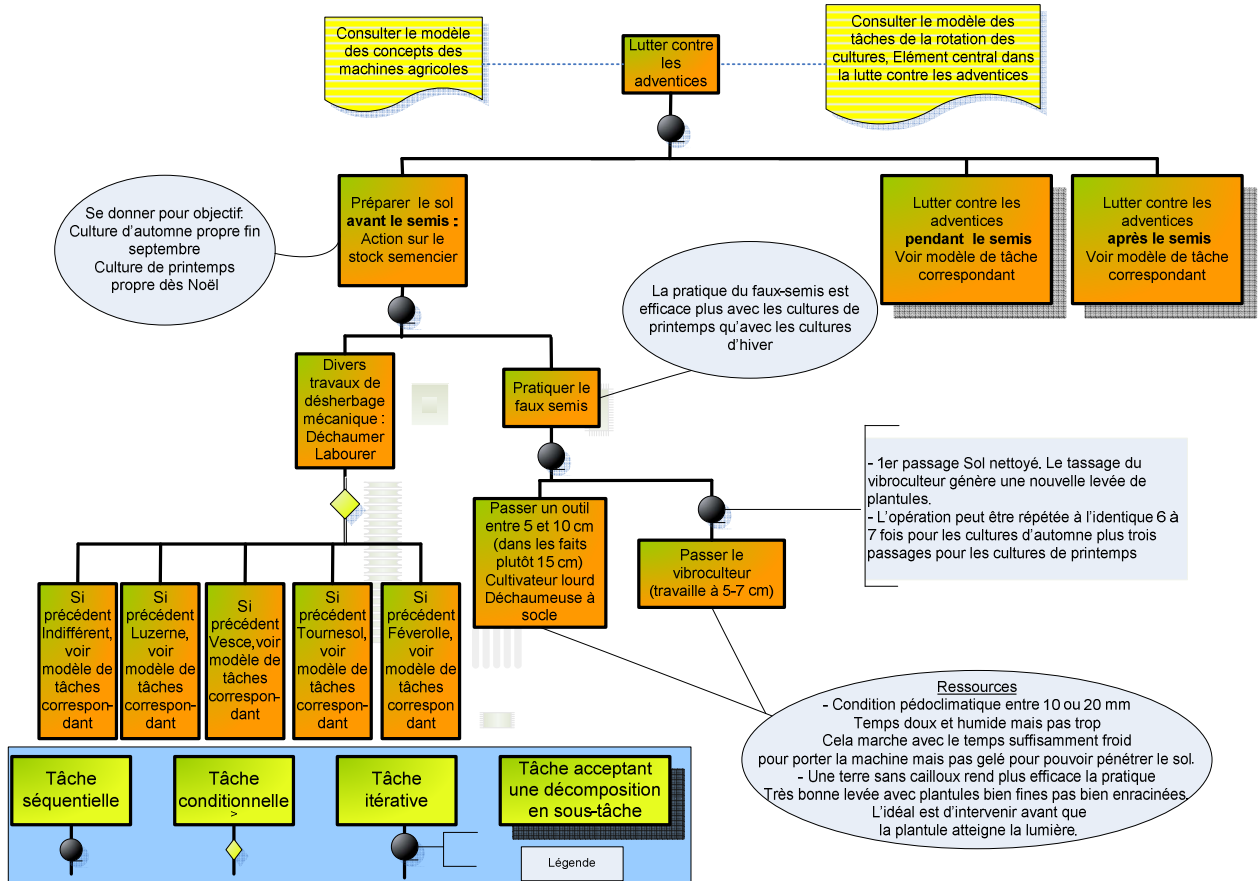 Consulter le modèle
des concepts des
machines agricoles
Lutter contre
les
adventices
Consulter le modèle des
tâches de la rotation des
cultures, Elément central dans
la lutte contre les adventices
Se donner pour objectif:
Culture d'automne propre fin
septembre
Culture de printemps
propre dès Noël
Préparer le sol
avant le semis :
Action sur le
stock semencier
Lutter contre les
adventices
pendant le semis
Voir modèle de tâche
correspondant
Lutter contre les
adventices
après le semis
Voir modèle de tâche
correspondant
La pratique du faux-semis est
efficace plus avec les cultures de
printemps qu'avec les cultures
d'hiver
Divers
travaux de
désherbage
mécanique :
Déchaumer
Labourer
Pratiquer le
faux semis
- 1er passage Sol nettoyé. Le tassage du
vibroculteur génère une nouvelle levée de
plantules.
- L'opération peut être répétée à l'identique 6 à
7 fois pour les cultures d'automne plus trois
passages pour les cultures de printemps
Passer un outil
entre 5 et 10 cm
(dans les faits
plutôt 15 cm)
Cultivateur lourd
Déchaumeuse à
socle
Passer le
vibroculteur
(travaille à 5-7 cm)
Si
précédent
Indifférent,
voir
modèle de
tâches
correspon-
dant
Si
précédent
Luzerne,
voir
modèle de
tâches
correspon-
dant
Si
précédent
Vesce,voir
modèle de
tâches
correspon-
dant
Si
précédent
Tournesol,
voir
modèle de
tâches
correspon-
dant
Si
précédent
Féverolle,
voir
modèle de
tâches
correspon
dant
Ressources
- Condition pédoclimatique entre 10 ou 20 mm
Temps doux et humide mais pas trop
Cela marche avec le temps suffisamment froid
pour porter la machine mais pas gelé pour pouvoir pénétrer le sol.
- Une terre sans cailloux rend plus efficace la pratique
Très bonne levée avec plantules bien fines pas bien enracinées.
L'idéal est d'intervenir avant que
la plantule atteigne la lumière.
Tâche
séquentielle
Tâche
conditionnelle
>
Tâche
itérative
Tâche acceptant
une décomposition
en sous-tâche
Légende